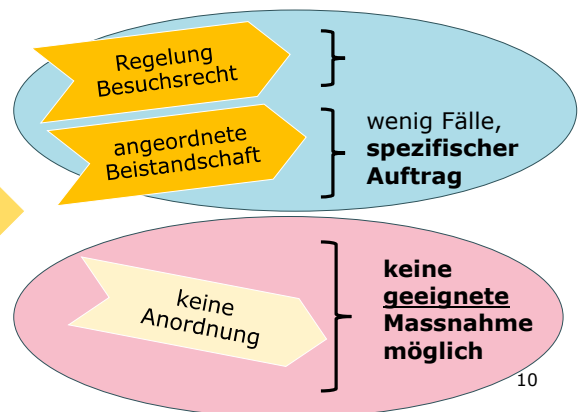 Regelung
Besuchsrecht
angeordnete
Beistandschaft
wenig Fälle,
spezifischer
Auftrag
keine
Anordnung
keine
geeignete
Massnahme
möglich
10